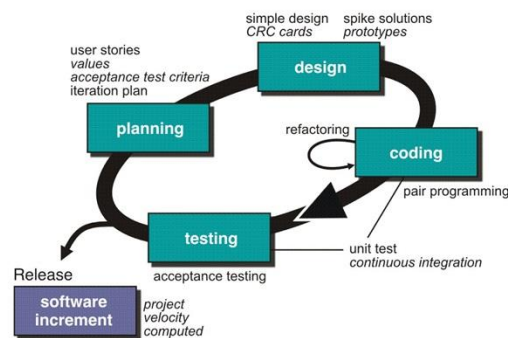 simple design
CRC cards
spike solutions
prototypes
user stories
values
acceptance test criteria
iteration plan
design
planning
refactoring
coding
pair programming
testing
unit test
continuous integration
acceptance testing
Release
software
increment
project
velocity
computed